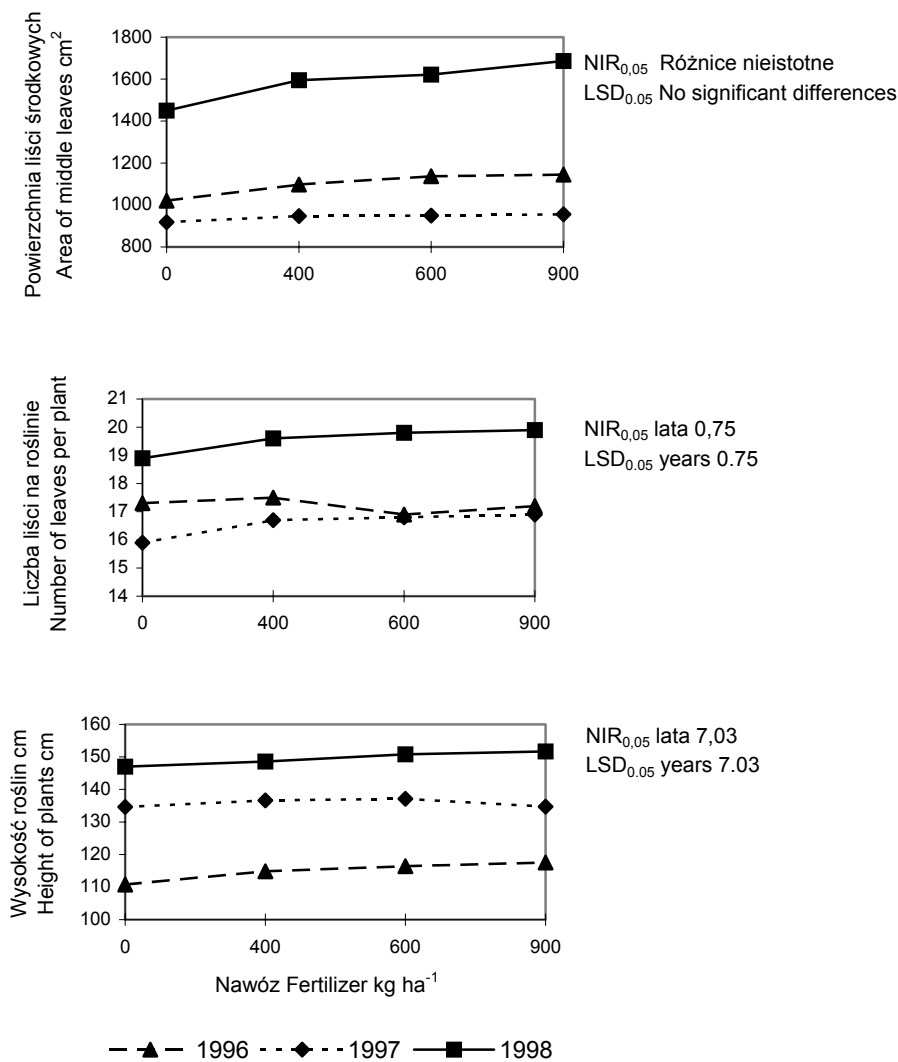 Powierzchnia liści środkowych
Area of middle leaves cm²
1800
1600
1400
1200
1000
800
0 400 600 900
NIR0,05 Różnice nieistotne
LSD0.05 No significant differences
Liczba liści na roślinie
Number of leaves per plant
21
20
19
18
17
16
15
14
0 400 600 900
NIR0,05 lata 0,75
LSD0.05 years 0.75
Wysokość roślin cm
Height of plants cm
160
150
140
130
120
110
100
0 400 600 900
NIR0,05 lata 7,03
LSD0.05 years 7.03
Nawóz Fertilizer kg ha⁻¹
1996 1997 1998